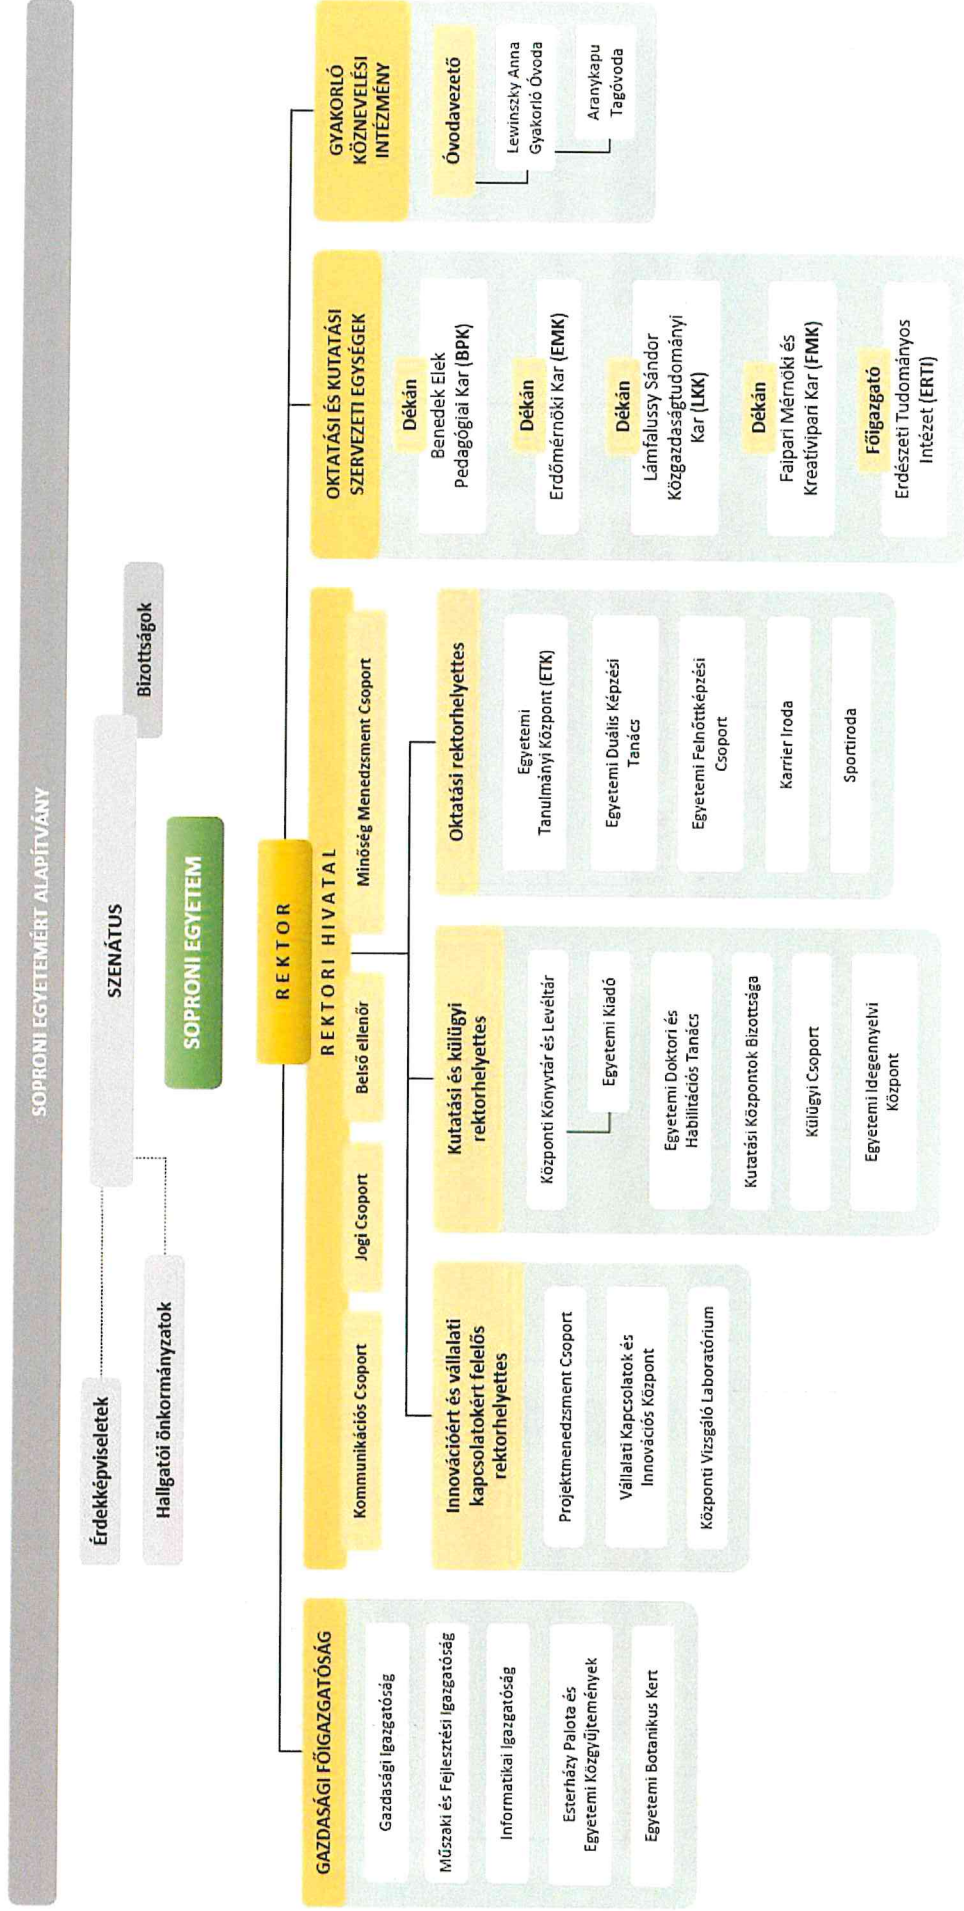 SOPRONI EGYETEMÉRT ALAPÍTVÁNY
SZENÁTUS
Bizottságok
Érdekképviseletek
Hallgatói önkormányzatok
SOPRONI EGYETEM
REKTOR
GAZDASÁGI FŐIGAZGATÓSÁG
Gazdasági Igazgatóság
Műszaki és Fejlesztési Igazgatóság
Informatikai Igazgatóság
Esterházy Palota és
Egyetemi Közgyűjtemények
Egyetemi Botanikus Kert
REKTORI HIVATAL
Kommunikációs Csoport
Jogi Csoport
Belső ellenőr
Minőség Menedzsment Csoport
Innovációért és vállalati
kapcsolatokért felelős
rektorhelyettes
Projektmenedzsment Csoport
Vállalati Kapcsolatok és
Innovációs Központ
Központi Vizsgáló Laboratórium
Kutatási és külügyi
rektorhelyettes
Központi Könyvtár és Levéltár
Egyetemi Kiadó
Egyetemi Doktori és
Habilitációs Tanács
Kutatási Központok Bizottsága
Külügyi Csoport
Egyetemi Idegennyelvi
Központ
Oktatási rektorhelyettes
Egyetemi
Tanulmányi Központ (ETK)
Egyetemi Duális Képzési
Tanács
Egyetemi Felnőttképzési
Csoport
Karrier Iroda
Sportiroda
OKTATÁSI ÉS KUTATÁSI
SZERVEZETI EGYSÉGEK
Dékán
Benedek Elek
Pedagógiai Kar (BPK)
Dékán
Erdőmérnöki Kar (EMK)
Dékán
Lámfalussy Sándor
Közgazdaságtudományi
Kar (LKK)
Dékán
Faipari Mérnöki és
Kreatívipari Kar (FMK)
Főigazgató
Erdészeti Tudományos
Intézet (ERTI)
GYAKORLÓ
KÖZNEVELÉSI
INTÉZMÉNY
Óvodavezető
Lewinszky Anna
Gyakorló Óvoda
Aranykapu
Tagóvoda